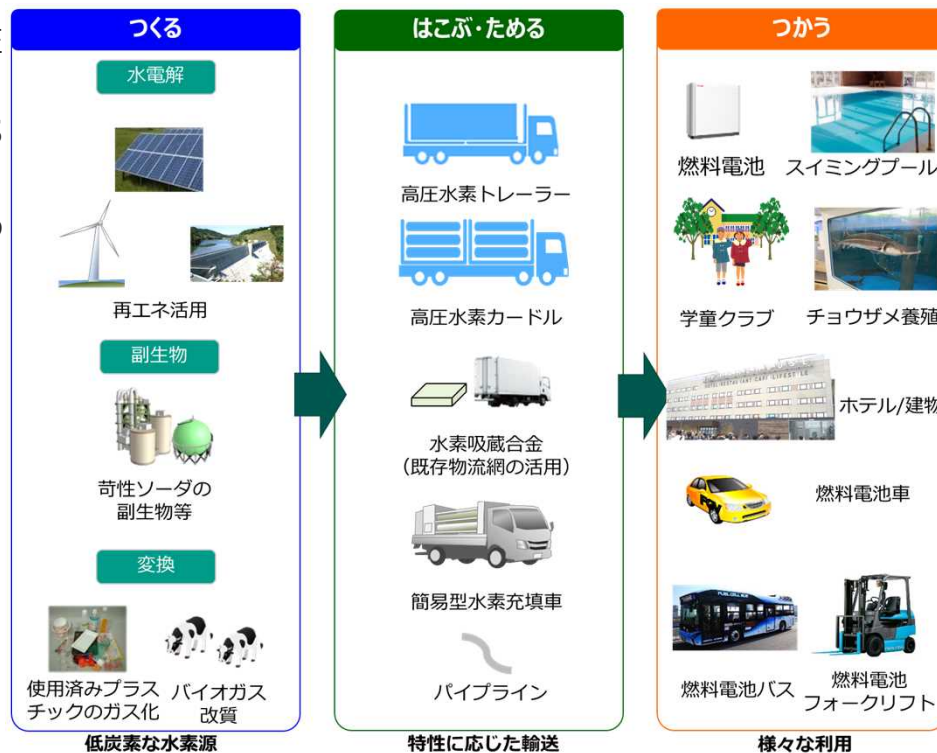 つくる
水電解
再エネ活用
副生物
苛性ソーダの
副生物等
変換
使用済みプラス
チックのガス化
バイオガス
改質
低炭素な水素源
はこぶ・ためる
高圧水素トレーラー
高圧水素カードル
水素吸蔵合金
(既存物流網の活用)
簡易型水素充填車
パイプライン
特性に応じた輸送
つかう
燃料電池
スイミングプール
学童クラブ
チョウザメ養殖
ホテル/建物
燃料電池車
FUEL CELL BUS
燃料電池バス
燃料電池
フォークリフト
様々な利用